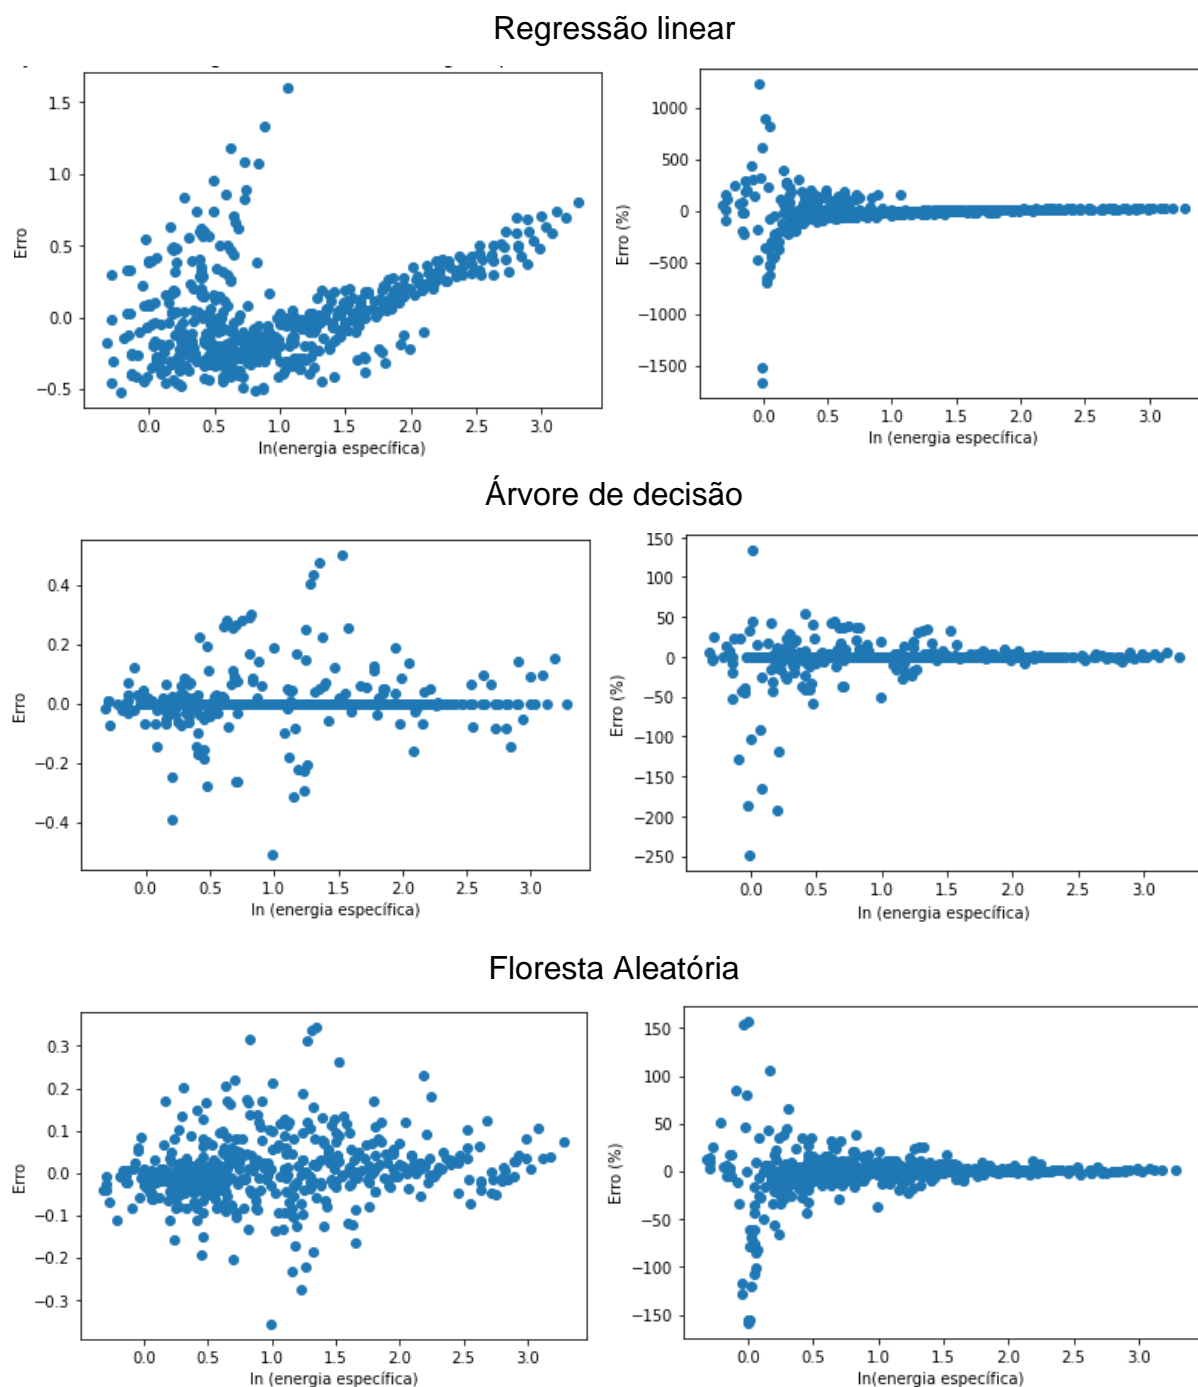 Regressão linear
1.5
1.0
0.5
0.0
−0.5
Erro
0.0 0.5 1.0 1.5 2.0 2.5 3.0
ln(energia específica)
1000
500
0
−500
−1000
−1500
Erro (%)
0.0 0.5 1.0 1.5 2.0 2.5 3.0
ln (energia específica)
Árvore de decisão
0.4
0.2
0.0
−0.2
−0.4
Erro
0.0 0.5 1.0 1.5 2.0 2.5 3.0
ln (energia específica)
150
100
50
0
−50
−100
−150
−200
−250
Erro (%)
0.0 0.5 1.0 1.5 2.0 2.5 3.0
ln (energia específica)
Floresta Aleatória
0.3
0.2
0.1
0.0
−0.1
−0.2
−0.3
Erro
0.0 0.5 1.0 1.5 2.0 2.5 3.0
ln (energia específica)
150
100
50
0
−50
−100
−150
Erro (%)
0.0 0.5 1.0 1.5 2.0 2.5 3.0
ln(energia específica)